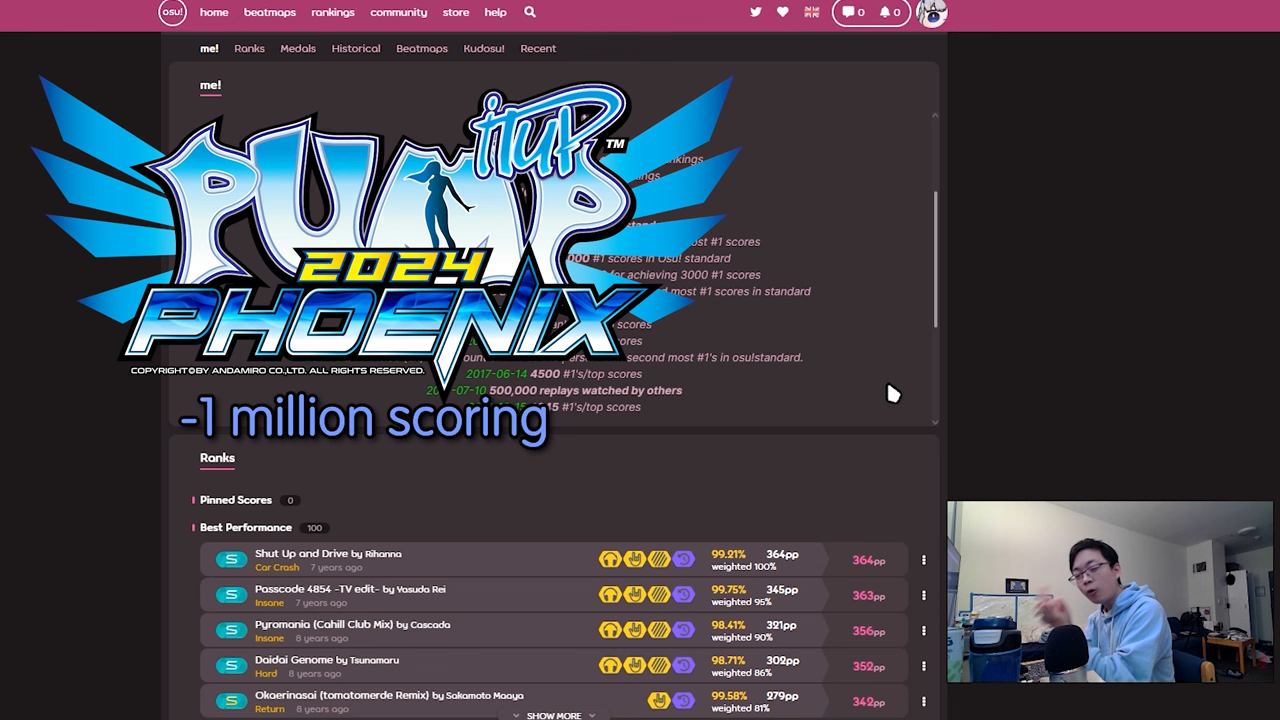 osu! home beatmaps rankings community store help 0 0
me! Ranks Medals Historical Beatmaps Kudosu! Recent
me!
PUMP it up TM
2024
PHOENIX
COPYRIGHT©BY ANDAMIRO CO.,LTD. ALL RIGHTS RESERVED.
most #1 scores
#1 scores in Osu! standard
for achieving 3000 #1 scores
most #1 scores in standard
scores
second most #1's in osu!standard.
2017-06-14 4500 #1's/top scores
500,000 replays watched by others
#1's/top scores
-1 million scoring
Ranks
Pinned Scores 0
Best Performance 100
S Shut Up and Drive by Rihanna 99.21% 364pp 364pp
Car Crash 7 years ago weighted 100%
S Passcode 4854 -TV edit- by Yasuda Rei 99.75% 345pp 363pp
Insane 7 years ago weighted 95%
S Pyromania (Cahill Club Mix) by Cascada 98.41% 321pp 356pp
Insane 8 years ago weighted 90%
S Daidai Genome by Tsunamaru 98.71% 302pp 352pp
Hard 8 years ago weighted 86%
S Okaerinasai (tomatomerde Remix) by Sakamoto Maaya 99.58% 279pp 342pp
Return 8 years ago weighted 81%
SHOW MORE